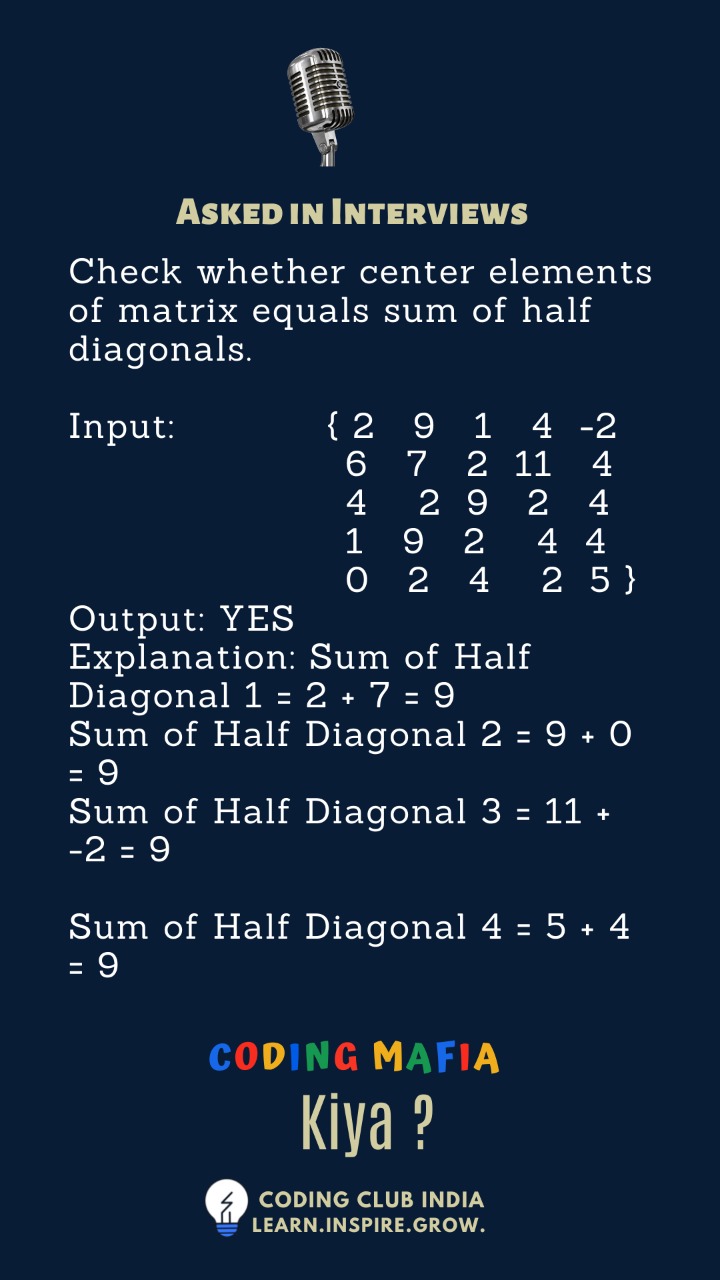 Asked in Interviews
Check whether center elements
of matrix equals sum of half
diagonals.
Input: { 2 9 1 4 -2
6 7 2 11 4
4 2 9 2 4
1 9 2 4 4
0 2 4 2 5 }
Output: YES
Explanation: Sum of Half
Diagonal 1 = 2 + 7 = 9
Sum of Half Diagonal 2 = 9 + 0
= 9
Sum of Half Diagonal 3 = 11 +
-2 = 9
Sum of Half Diagonal 4 = 5 + 4
= 9
CODING MAFIA
Kiya ?
CODING CLUB INDIA
LEARN.INSPIRE.GROW.